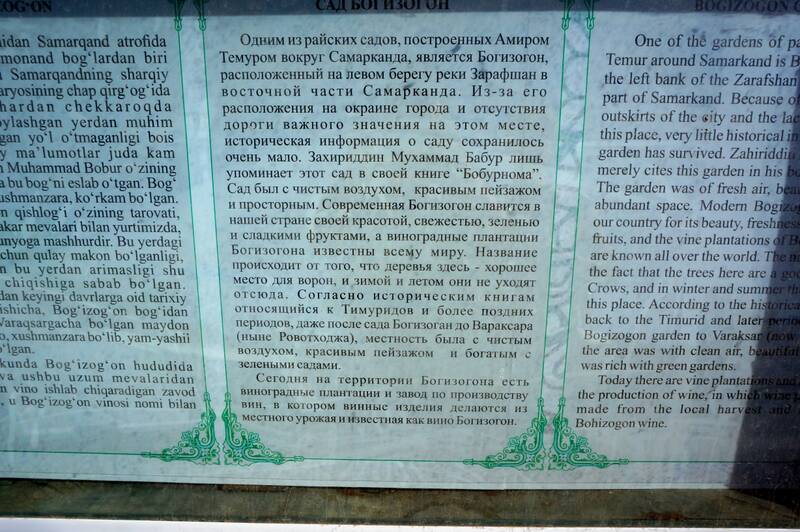 ZOG‘ON
nidan Samarqand atrofida
monand bog‘lardan biri
Samarqandning sharqiy
aryosining chap qirg‘og‘ida
hardan chekkaroqda
oylashgan yerdan muhim
gan yo‘l o‘tmaganligi bois
y ma’lumotlar juda kam
n Muhammad Bobur o‘zining
a bu bog‘ni eslab o‘tgan. Bog‘
ushmanzara, ko‘rkam bo‘lgan.
n qishlog‘i o‘zining tarovati,
akar mevalari bilan yurtimizda,
unyoga mashhurdir. Bu yerdagi
chun qulay makon bo‘lganligi,
n bu yerdan arimasligi shu
chiqishiga sabab bo‘lgan.
dan keyingi davrlarga oid tarixiy
ishicha, Bog‘izog‘on bog‘idan
Varaqsargacha bo‘lgan maydon
o, xushmanzara bo‘lib, yam-yashii
o‘lgan.
kunda Bog‘izog‘on hududida
va ushbu uzum mevalaridan
n vino ishlab chiqaradigan zavod
, u Bog‘izog‘on vinosi nomi bilan
САД БОГИЗОГОН
Одним из райских садов, построенных Амиром
Темуром вокруг Самарканда, является Богизогон,
расположенный на левом берегу реки Зарафшан в
восточной части Самарканда. Из-за его
расположения на окраине города и отсутствия
дороги важного значения на этом месте,
историческая информация о саду сохранилось
очень мало. Захириддин Мухаммад Бабур лишь
упоминает этот сад в своей книге “Бобурнома”.
Сад был с чистым воздухом, красивым пейзажом
и просторным. Современная Богизогон славится в
нашей стране своей красотой, свежестью, зеленью
и сладкими фруктами, а виноградные плантации
Богизогона известны всему миру. Название
происходит от того, что деревья здесь - хорошее
место для ворон, и зимой и летом они не уходят
отсюда. Согласно историческим книгам
относящийся к Тимуридов и более поздних
периодов, даже после сада Богизоган до Вараксара
(ныне Ровотходжа), местность была с чистым
воздухом, красивым пейзажом и богатым с
зелеными садами.
Сегодня на территории Богизогона есть
виноградные плантации и завод по производству
вин, в котором винные изделия делаются из
местного урожая и известная как вино Богизогон.
BOGIZOGON G
One of the gardens of pa
Temur around Samarkand is B
the left bank of the Zarafshan
part of Samarkand. Because of
outskirts of the city and the lac
this place, very little historical in
garden has survived. Zahiriddin
merely cites this garden in his bo
The garden was of fresh air, beau
abundant space. Modern Bogizo
our country for its beauty, freshness
fruits, and the vine plantations of B
are known all over the world. The n
the fact that the trees here are a goo
Crows, and in winter and summer th
this place. According to the historica
back to the Timurid and later period
Bogizogon garden to Varaksar (now
the area was with clean air, beautiful
was rich with green gardens.
Today there are vine plantations and
the production of wine, in which wine p
made from the local harvest and
Bohizogon wine.